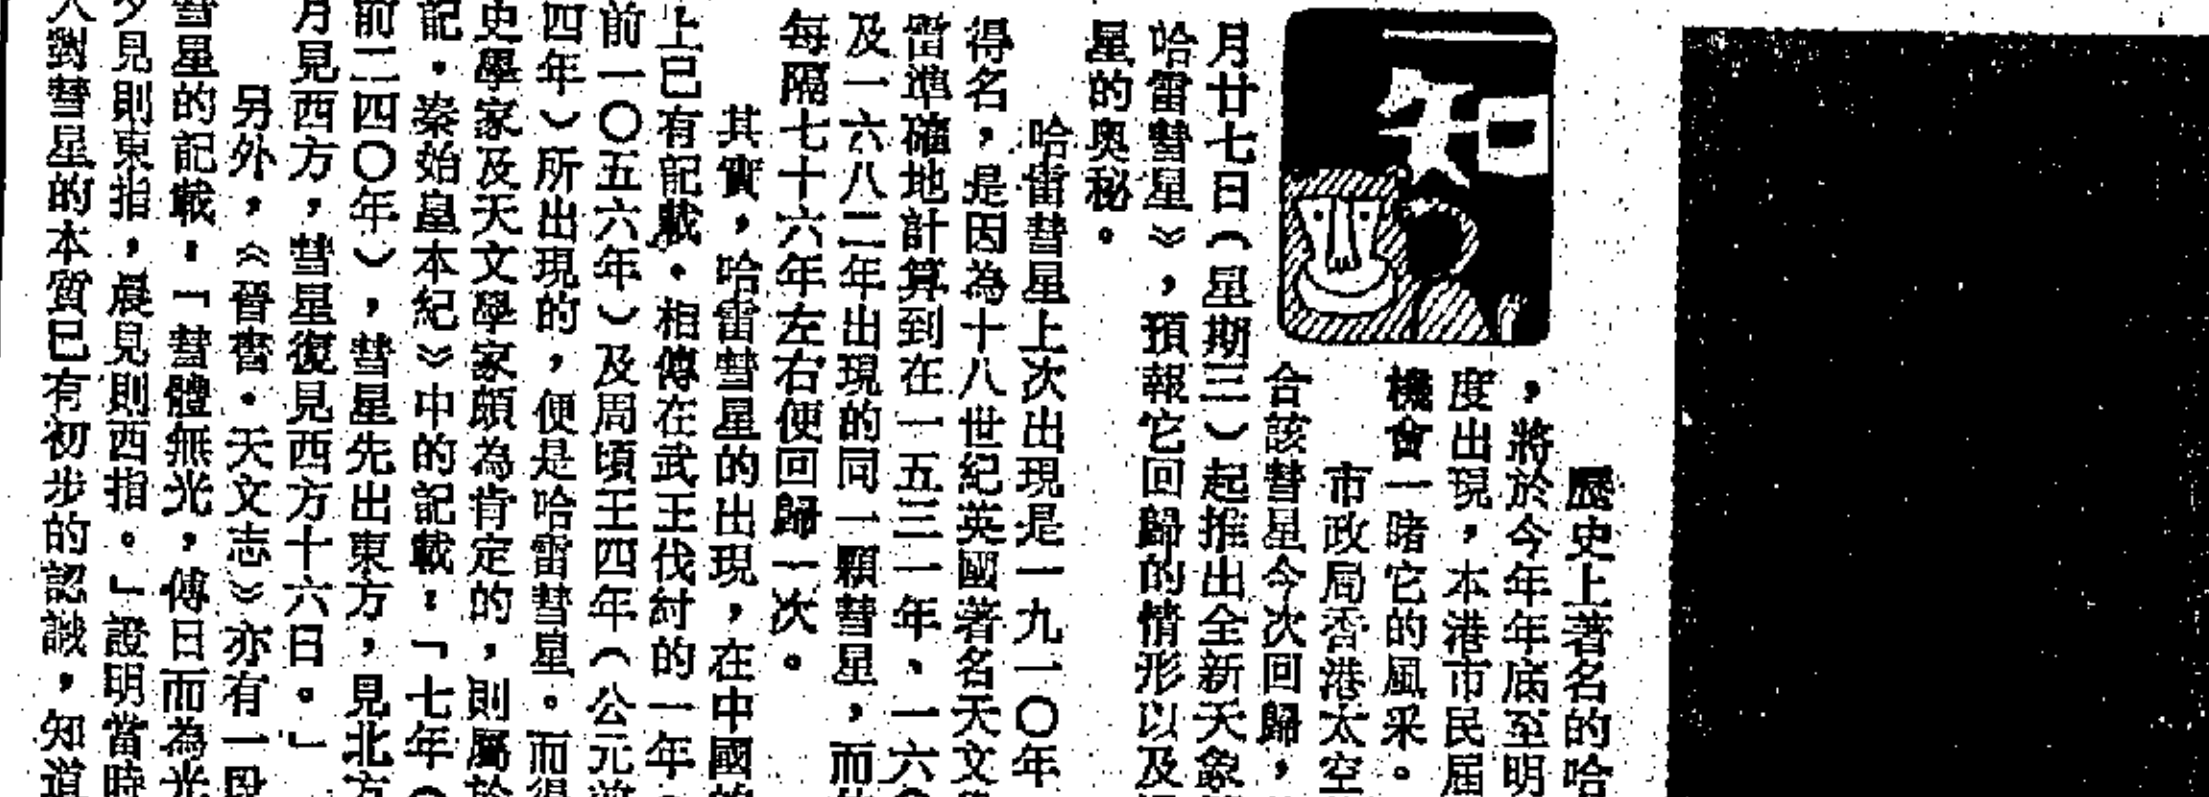 歷史上著名的哈
，將於今年年底至明
度出現，本港市民屆
機會一睹它的風采。
市政局香港太空
合該彗星今次回歸，
月廿七日（星期三）起推出全新天象
哈雷彗星》，預報它回歸的情形以及
星的奧秘。
哈雷彗星上次出現是一九一〇年
得名，是因為十八世紀英國著名天文
雷準確地計算到在一五三一年、一六
及一六八二年出現的同一顆彗星，而
每隔七十六年左右便回歸一次。
其實，哈雷彗星的出現，在中國
上已有記載。相傳在武王伐紂的一年
前一〇五六年）及周頃王四年（公元
四年）所出現的，便是哈雷彗星。而得
史學家及天文學家頗為肯定的，則屬於
記・秦始皇本紀》中的記載：「七年
前二四〇年），彗星先出東方，見北方
月見西方，彗星復見西方十六日。」
另外，《晉書・天文志》亦有一段
彗星的記載：「彗體無光，傅日而為光
夕見則東指，晨見則西指。」證明當時
人對彗星的本質已有初步的認識，知道